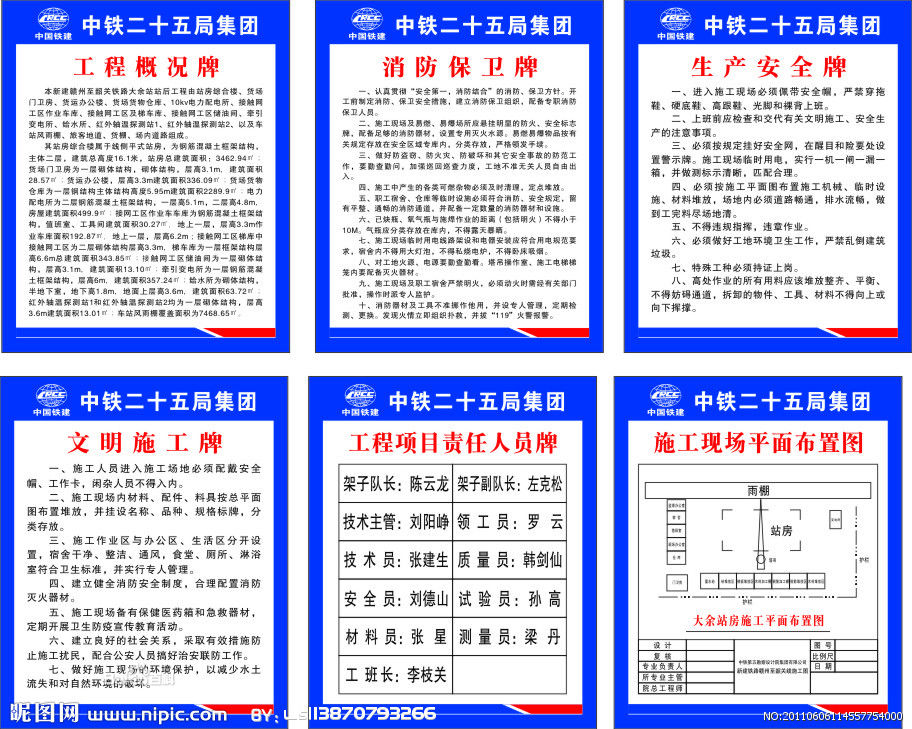 CRCC
中国铁建
中铁二十五局集团
工程概况牌
本新建赣州至韶关铁路大余站站后工程由站房综合楼、货场
门卫房、货运办公楼、货场货物仓库、10kv电力配电所、接触网
工区作业车库、接触网工区及梯车库、接触网工区储油间、牵引
变电所、给水所、红外轴温探测站1、红外轴温探测站2、以及车
站风雨棚、旅客地道、货棚、场内道路组成。
其站房综合楼属于线侧平式站房，为钢筋混凝土框架结构，
主体二层，建筑总高度16.1米，站房总建筑面积：3462.94㎡；
货场门卫房为一层砌体结构，砌体结构，层高3.1m，建筑面积
28.57㎡；货运办公楼，层高3.3m建筑面积336.09㎡；货场货物
仓库为一层钢结构主体结构高度5.95m建筑面积2289.9㎡；电力
配电所为二层钢筋混凝土框架结构，一层高5.1m，二层高4.8m，
房屋建筑面积499.9㎡；接网工区作业车车库为钢筋混凝土框架结
构，值班室、工具间建筑面积30.27㎡，地上一层，层高3.3m作
业车库面积192.87㎡，地上一层，层高6.2m；接触网工区梯车库中
接触网工区为二层砌体结构层高3.3m，梯车库为一层框架结构层
高6.6m总建筑面积343.85㎡；接触网工区储油间为一层砌体结
构，层高3.1m，建筑面积13.10㎡；牵引变电所为一层钢筋混凝
土框架结构，层高6m，建筑面积357.24㎡；给水所为砌体结构，
半地下室，地下高1.8m，地面上层高3.6m，建筑面积63.72㎡；
红外轴温探测站1和红外轴温探测站2均为一层砌体结构，层高
3.6m建筑面积13.01㎡；车站风雨棚覆盖面积为7468.65㎡。
CRCC
中国铁建
中铁二十五局集团
消防保卫牌
一、认真贯彻“安全第一，消防结合”的消防、保卫方针。开
工前制定消防、保卫安全措施，建立消防保卫组织，配备专职消防
保卫人员。
二、施工现场及易燃、易爆场所应悬挂明显的防火、安全标志
牌，配备足够的消防器材，设置专用灭火水源。易燃易爆物品按有
关规定存放在安全区域专库内，分类存放，严格领发手续。
三、做好防盗窃、防火灾、防破坏和其它安全事故的防范工
作，要勤查勤问，加强巡回巡查力度，工地不准无关人员自由出
入。
四、施工中产生的各类可燃杂物必须及时清理，定点堆放。
五、职工宿舍、仓库等临时设施必须符合消防、安全规定，留
有平整、通畅的消防通道，并配备一定数量的消防器材和设施。
六、已炔瓶、氧气瓶与施焊作业的距离（包括明火）不得小于
10M。气瓶应分类存放在库内，不得露天暴晒。
七、施工现场临时用电线路架设和电器安装应符合用电规范要
求，宿舍内不得用大灯泡，不得私烧电炉，不得卧床吸烟。
八、对工地火源、电源要勤查勤看。塔吊操作室、施工电梯梯
笼内要配备灭火器材。
九、施工现场及职工宿舍严禁明火，必须动火时需经有关部门
批准，操作时派专人监护。
十、消防器材及工具不准挪作他用，并设专人管理，定期检
测、更换。发现火情立即组织扑救，并拨“119”火警报警。
CRCC
中国铁建
中铁二十五局集团
生产安全牌
一、进入施工现场必须佩带安全帽，严禁穿拖
鞋、硬底鞋、高跟鞋、光脚和裸背上班。
二、上班前应检查和交代有关文明施工、安全生
产的注意事项。
三、必须按规定挂好安全网，在醒目和险要处设
置警示牌。施工现场临时用电，实行一机一闸一漏一
箱，并做测标示清晰，匹配合理。
四、必须按施工平面图布置施工机械、临时设
施、材料堆放，场地内必须道路畅通，排水流畅，做
到工完料尽场地清。
五、不得违规指挥，违章作业。
六、必须做好工地环境卫生工作，严禁乱倒建筑
垃圾。
七、特殊工种必须持证上岗。
八、高处作业的所有用料应该堆放整齐、平衡、
不得妨碍通道，拆卸的物件、工具、材料不得向上或
向下挥撑。
CRCC
中国铁建
中铁二十五局集团
文明施工牌
一、施工人员进入施工场地必须配戴安全
帽、工作卡，闲杂人员不得入内。
二、施工现场内材料、配件、料具按总平面
图布置堆放，并挂设名称、品种、规格标牌，分
类存放。
三、施工作业区与办公区、生活区分开设
置，宿舍干净、整洁、通风，食堂、厕所、淋浴
室符合卫生标准，并实行专人管理。
四、建立健全消防安全制度，合理配置消防
灭火器材。
五、施工现场备有保健医药箱和急救器材，
定期开展卫生防疫宣传教育活动。
六、建立良好的社会关系，采取有效措施防
止施工扰民，配合公安人员搞好治安联防工作。
七、做好施工现场的环境保护，以减少水土
流失和对自然环境的破坏。
CRCC
中国铁建
中铁二十五局集团
工程项目责任人员牌
架子队长：陈云龙 架子副队长：左克松
技术主管：刘阳峥 领工员：罗云
技术员：张建生 质量员：韩剑仙
安全员：刘德山 试验员：孙高
材料员：张星 测量员：梁丹
工班长：李枝关
CRCC
中国铁建
中铁二十五局集团
施工现场平面布置图
雨棚
站房
护栏
门卫房
护栏
大余站房施工平面布置图
设计
复核
专业负责人
所专业主管
院总工程师
中铁第五勘察设计院集团有限公司
新建铁路赣州至韶关线施工图
图号
比例尺
日期
昵图网 www.nipic.com BY: l_sll3870793266
NO:20110606114557754000